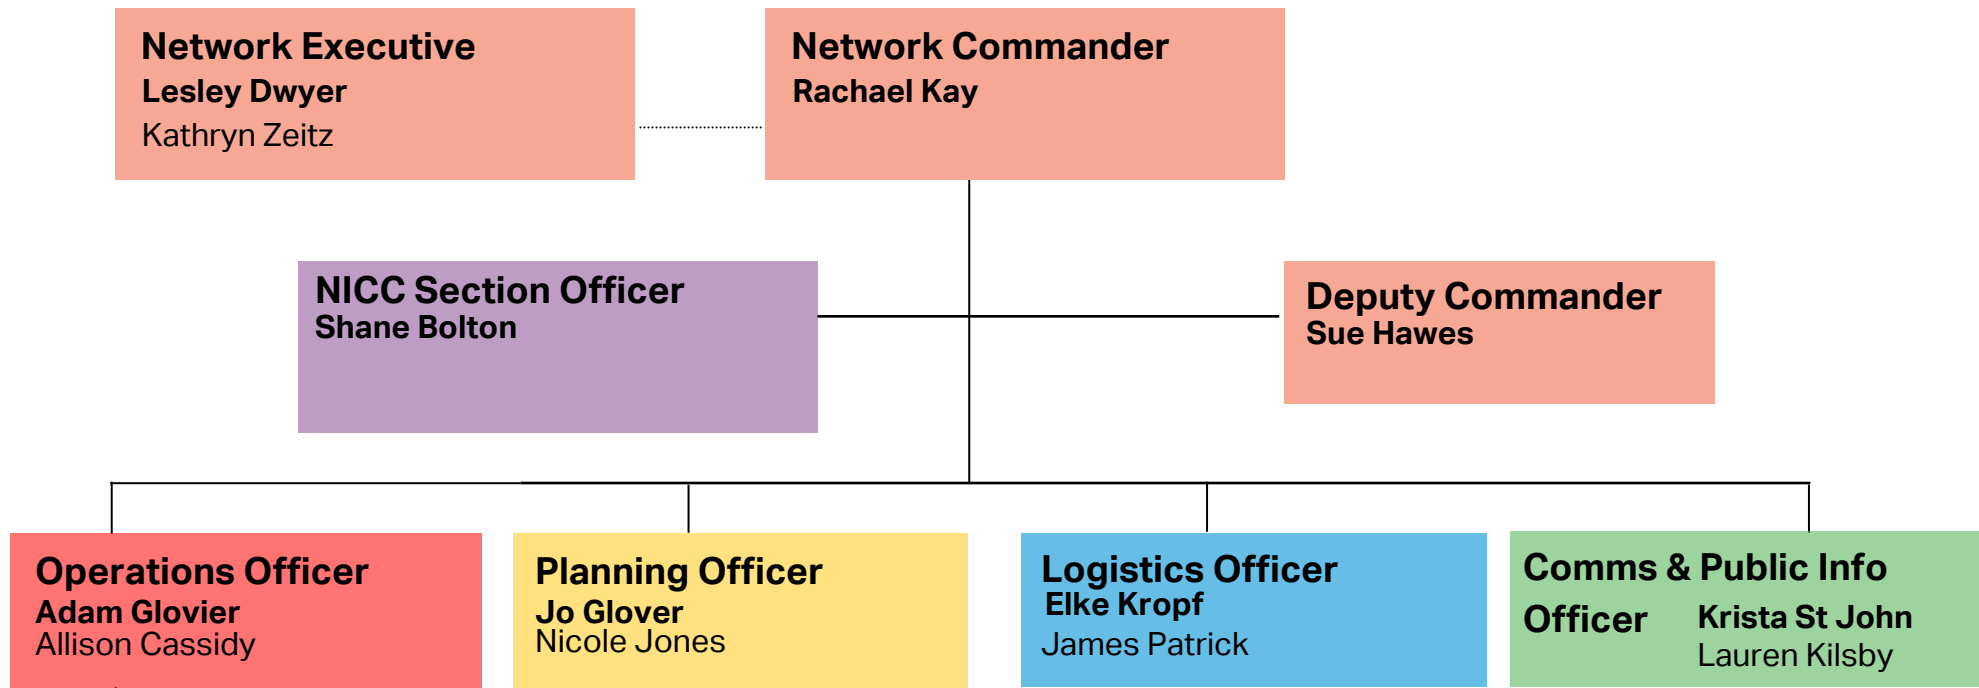 Network Executive
Lesley Dwyer
Kathryn Zeitz
Network Commander
Rachael Kay
NICC Section Officer
Shane Bolton
Deputy Commander
Sue Hawes
Operations Officer
Adam Glovier
Allison Cassidy
Planning Officer
Jo Glover
Nicole Jones
Logistics Officer
Elke Kropf
James Patrick
Comms & Public Info
Officer
Krista St John
Lauren Kilsby